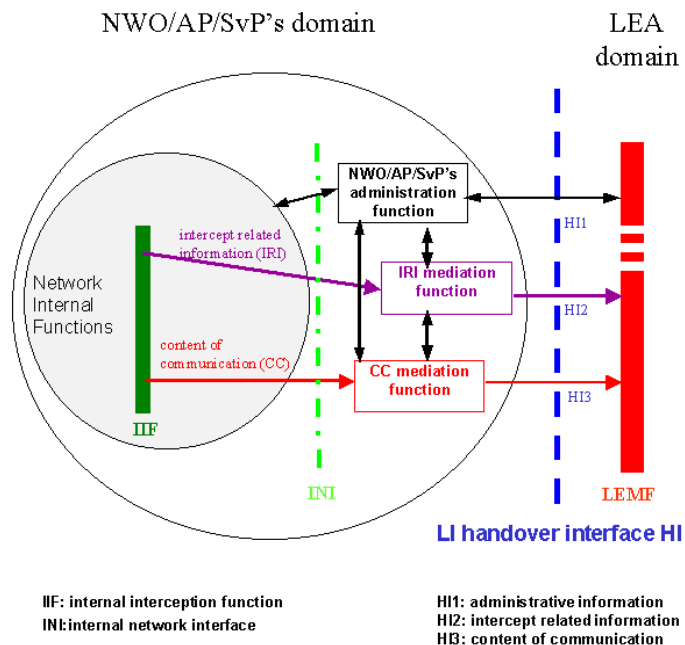 NWO/AP/SvP's domain
LEA
domain
NWO/AP/SvP's
administration
function
HI1
intercept related
information (IRI)
IRI mediation
function
HI2
Network
Internal
Functions
content of
communication (CC)
CC mediation
function
HI3
IIF
INI
LEMF
LI handover interface HI
IIF: internal interception function
INI:internal network interface
HI1: administrative information
HI2: intercept related information
HI3: content of communication